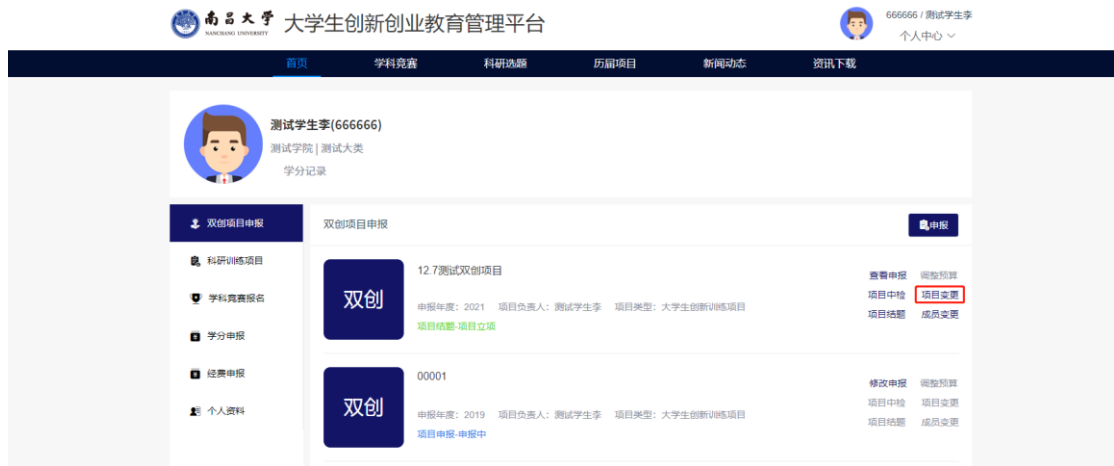 南昌大学 大学生创新创业教育管理平台
NANCHANG UNIVERSITY
666666 / 测试学生李
个人中心
首页 学科竞赛 科研选题 历届项目 新闻动态 资讯下载
测试学生李(666666)
测试学院 | 测试大类
学分记录
双创项目申报
科研训练项目
学科竞赛报名
学分申报
经费申报
个人资料
双创项目申报 申报
双创
12.7测试双创项目
申报年度：2021 项目负责人：测试学生李 项目类型：大学生创新训练项目
项目结题-项目立项
查看申报 调整预算
项目中检 项目变更
项目结题 成员变更
双创
00001
申报年度：2019 项目负责人：测试学生李 项目类型：大学生创新训练项目
项目申报-申报中
修改申报 调整预算
项目中检 项目变更
项目结题 成员变更